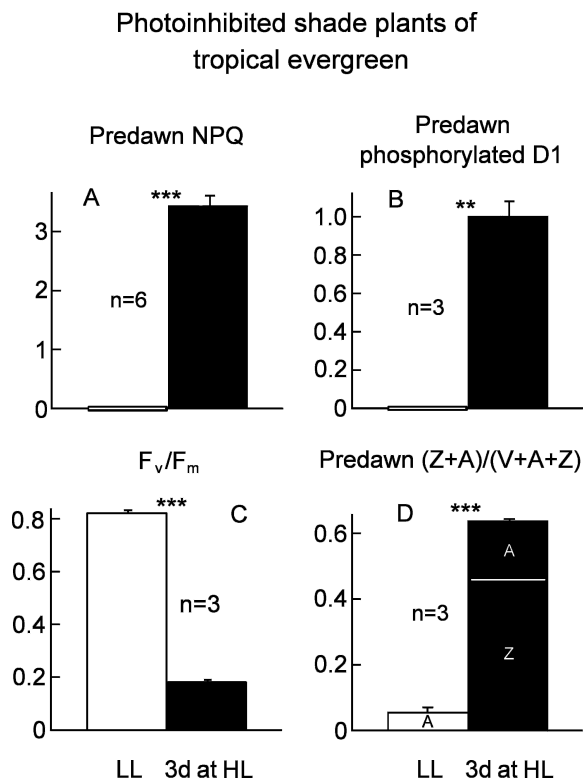 Photoinhibited shade plants of
tropical evergreen
Predawn NPQ
A
***
3
2
1
0
n=6
Predawn
phosphorylated D1
B
**
1.0
0.8
0.6
0.4
0.2
0
n=3
Fv/Fm
C
***
0.8
0.6
0.4
0.2
0
n=3
LL 3d at HL
Predawn (Z+A)/(V+A+Z)
D
***
0.6
0.4
0.2
0
n=3
A
Z
A
LL 3d at HL